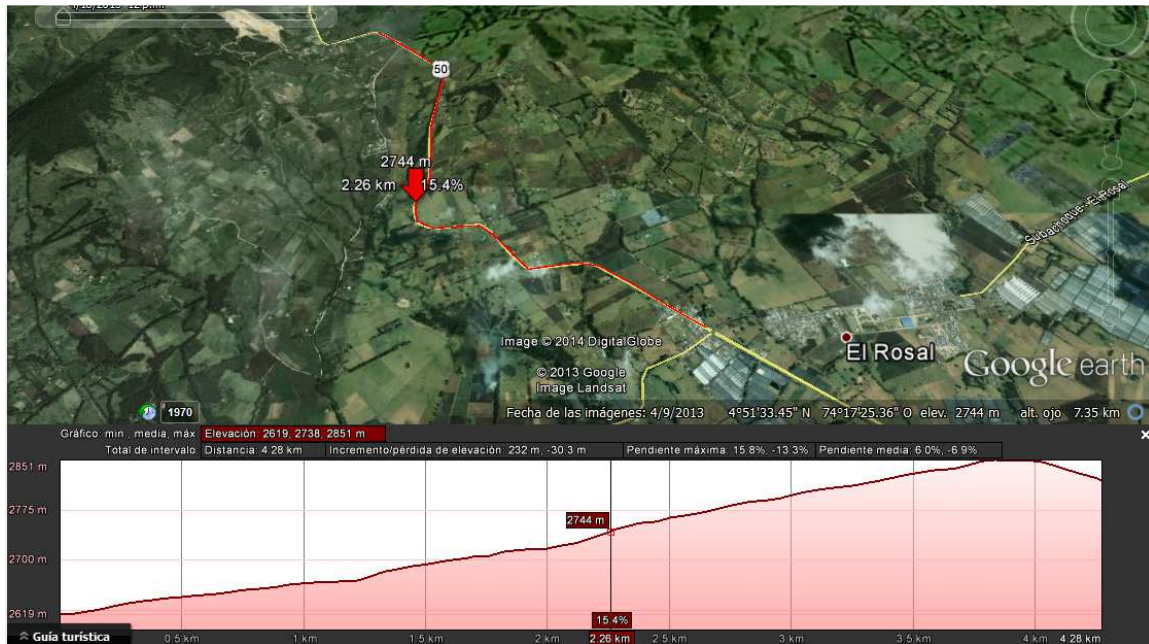 50
2744 m
2.26 km 15.4%
Subachoque - El Rosal
El Rosal
Image © 2014 DigitalGlobe
© 2013 Google
Image Landsat
Google earth
1970
Fecha de las imágenes: 4/9/2013 4°51'33.45" N 74°17'25.36" O elev. 2744 m alt. ojo 7.35 km
Gráfico: mín., media, máx. Elevación: 2619, 2738, 2851 m
Total de intervalo: Distancia: 4.28 km Incremento/pérdida de elevación: 232 m, -30.3 m Pendiente máxima: 15.8%, -13.3% Pendiente media: 6.0%, -6.9%
2851 m
2775 m
2744 m
2700 m
2619 m
15.4%
Guía turística
0.5 km 1 km 1.5 km 2 km 2.26 km 2.5 km 3 km 3.5 km 4 km 4.28 km